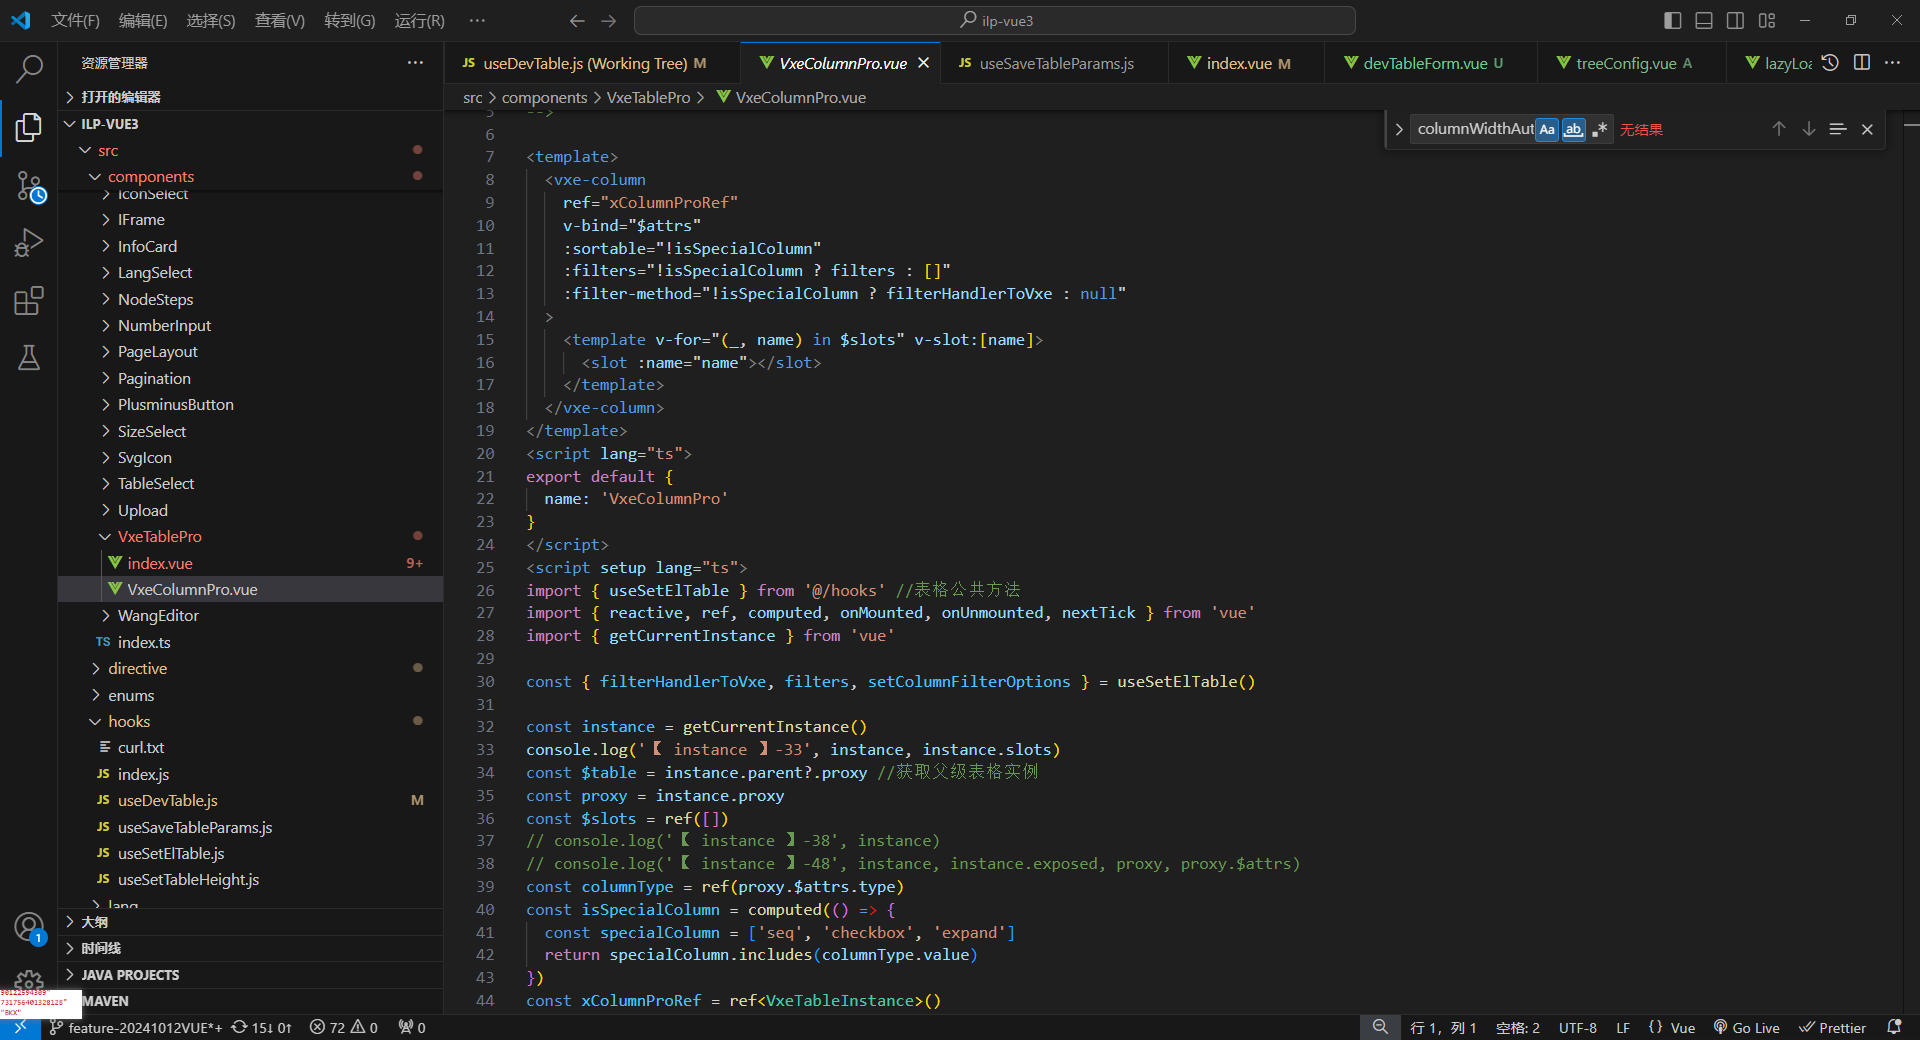 文件(F) 编辑(E) 选择(S) 查看(V) 转到(G) 运行(R) ··· ilp-vue3
资源管理器 ···
打开的编辑器
ILP-VUE3
src
components
IconSelect
IFrame
InfoCard
LangSelect
NodeSteps
NumberInput
PageLayout
Pagination
PlusminusButton
SizeSelect
SvgIcon
TableSelect
Upload
VxeTablePro
index.vue 9+
VxeColumnPro.vue
WangEditor
TS index.ts
directive
enums
hooks
curl.txt
JS index.js
JS useDevTable.js M
JS useSaveTableParams.js
JS useSetElTable.js
JS useSetTableHeight.js
lang
大纲
时间线
JAVA PROJECTS
MAVEN
1
731756401328128"
"BKX"
JS useDevTable.js (Working Tree) M VxeColumnPro.vue JS useSaveTableParams.js index.vue M devTableForm.vue U treeConfig.vue A lazyLoa ···
src > components > VxeTablePro > VxeColumnPro.vue
columnWidthAut Aa ab .* 无结果
5 -->
6
7 <template>
8 <vxe-column
9 ref="xColumnProRef"
10 v-bind="$attrs"
11 :sortable="!isSpecialColumn"
12 :filters="!isSpecialColumn ? filters : []"
13 :filter-method="!isSpecialColumn ? filterHandlerToVxe : null"
14 >
15 <template v-for="(_, name) in $slots" v-slot:[name]>
16 <slot :name="name"></slot>
17 </template>
18 </vxe-column>
19 </template>
20 <script lang="ts">
21 export default {
22 name: 'VxeColumnPro'
23 }
24 </script>
25 <script setup lang="ts">
26 import { useSetElTable } from '@/hooks' //表格公共方法
27 import { reactive, ref, computed, onMounted, onUnmounted, nextTick } from 'vue'
28 import { getCurrentInstance } from 'vue'
29
30 const { filterHandlerToVxe, filters, setColumnFilterOptions } = useSetElTable()
31
32 const instance = getCurrentInstance()
33 console.log('【 instance 】-33', instance, instance.slots)
34 const $table = instance.parent?.proxy //获取父级表格实例
35 const proxy = instance.proxy
36 const $slots = ref([])
37 // console.log('【 instance 】-38', instance)
38 // console.log('【 instance 】-48', instance, instance.exposed, proxy, proxy.$attrs)
39 const columnType = ref(proxy.$attrs.type)
40 const isSpecialColumn = computed(() => {
41 const specialColumn = ['seq', 'checkbox', 'expand']
42 return specialColumn.includes(columnType.value)
43 })
44 const xColumnProRef = ref<VxeTableInstance>()
feature-20241012VUE*+ 15↓ 0↑ 72 0 0 行 1, 列 1 空格: 2 UTF-8 LF {} Vue Go Live Prettier